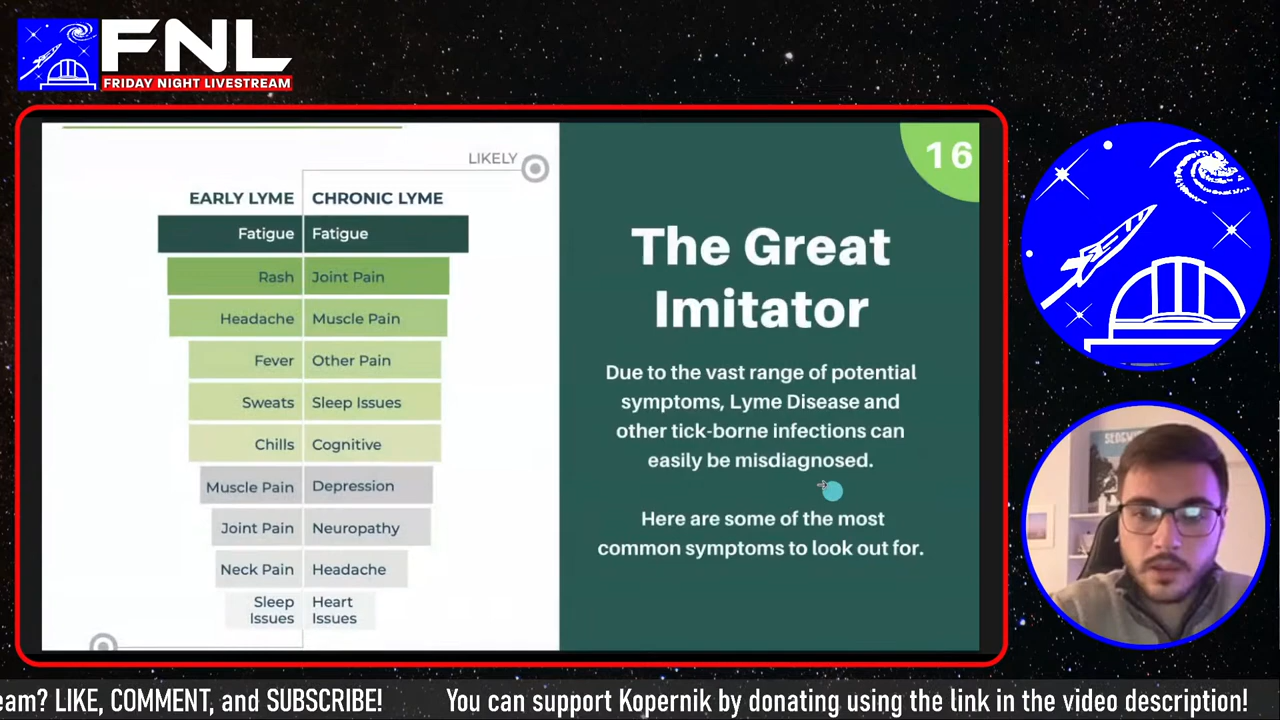 FNL
FRIDAY NIGHT LIVESTREAM
LIKELY
EARLY LYME CHRONIC LYME
Fatigue Fatigue
Rash Joint Pain
Headache Muscle Pain
Fever Other Pain
Sweats Sleep Issues
Chills Cognitive
Muscle Pain Depression
Joint Pain Neuropathy
Neck Pain Headache
Sleep Heart
Issues Issues
16
The Great
Imitator
Due to the vast range of potential
symptoms, Lyme Disease and
other tick-borne infections can
easily be misdiagnosed.
Here are some of the most
common symptoms to look out for.
eam? LIKE, COMMENT, and SUBSCRIBE! You can support Kopernik by donating using the link in the video description!